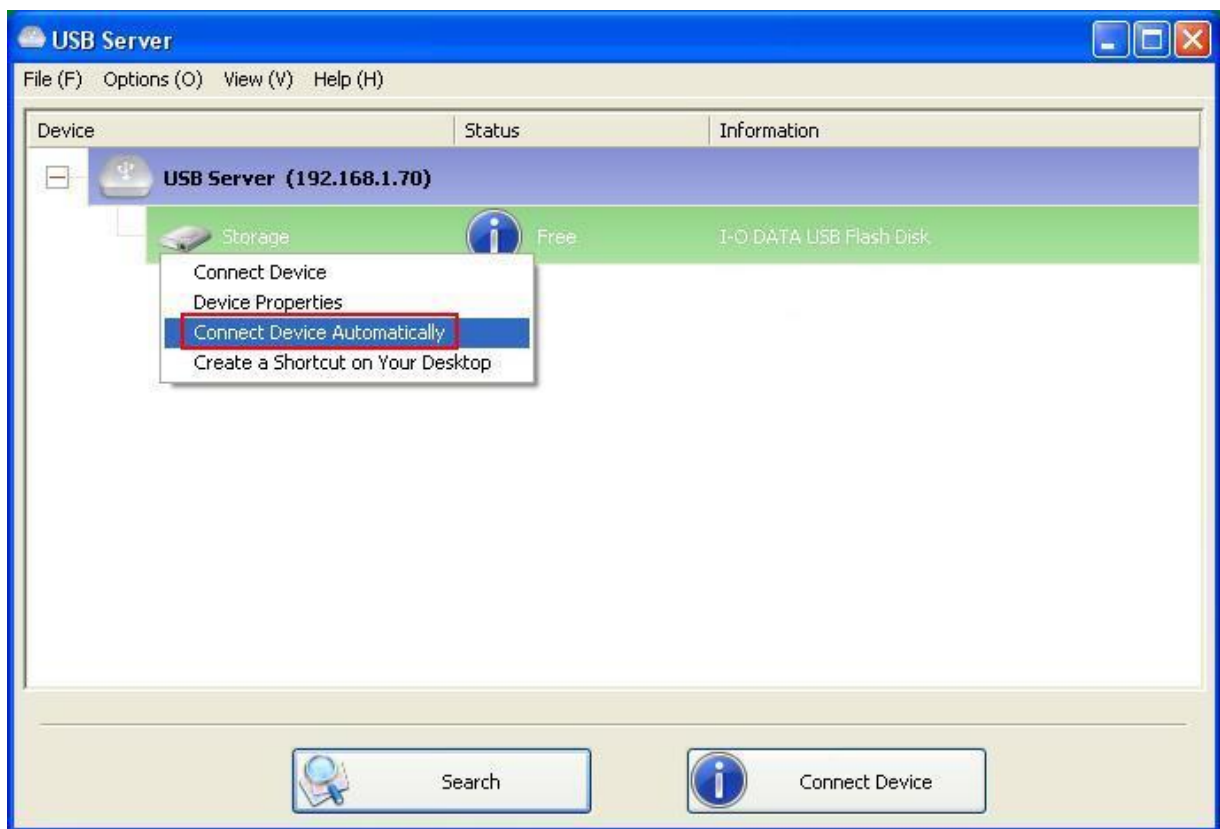 USB Server
File (F) Options (O) View (V) Help (H)
Device Status Information
USB Server (192.168.1.70)
Storage Free I-O DATA USB Flash Disk
Connect Device
Device Properties
Connect Device Automatically
Create a Shortcut on Your Desktop
Search Connect Device